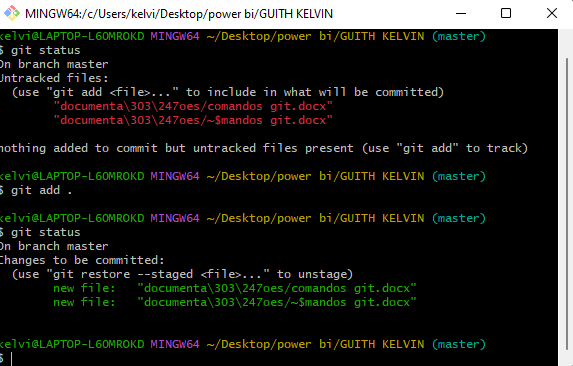 MINGW64:/c/Users/kelvi/Desktop/power bi/GUITH KELVIN
kelvi@LAPTOP-L6OMROKD MINGW64 ~/Desktop/power bi/GUITH KELVIN (master)
$ git status
On branch master
Untracked files:
  (use "git add <file>..." to include in what will be committed)
        "documenta\303\247oes/comandos git.docx"
        "documenta\303\247oes/~$mandos git.docx"

nothing added to commit but untracked files present (use "git add" to track)

kelvi@LAPTOP-L6OMROKD MINGW64 ~/Desktop/power bi/GUITH KELVIN (master)
$ git add .

kelvi@LAPTOP-L6OMROKD MINGW64 ~/Desktop/power bi/GUITH KELVIN (master)
$ git status
On branch master
Changes to be committed:
  (use "git restore --staged <file>..." to unstage)
        new file:   "documenta\303\247oes/comandos git.docx"
        new file:   "documenta\303\247oes/~$mandos git.docx"

kelvi@LAPTOP-L6OMROKD MINGW64 ~/Desktop/power bi/GUITH KELVIN (master)
$